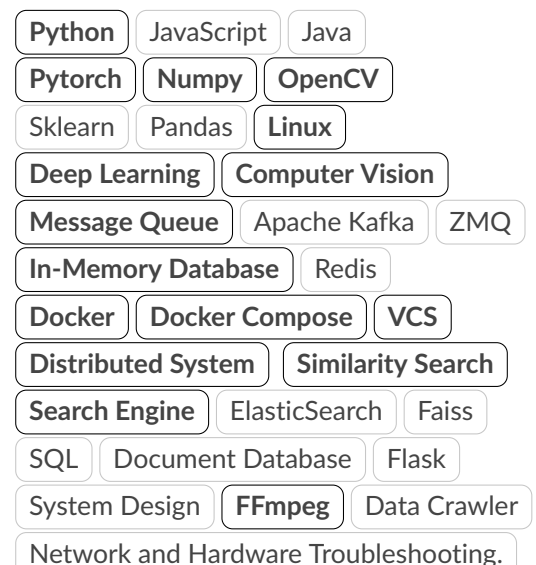 Python JavaScript Java
Pytorch Numpy OpenCV
Sklearn Pandas Linux
Deep Learning Computer Vision
Message Queue Apache Kafka ZMQ
In-Memory Database Redis
Docker Docker Compose VCS
Distributed System Similarity Search
Search Engine ElasticSearch Faiss
SQL Document Database Flask
System Design FFmpeg Data Crawler
Network and Hardware Troubleshooting.